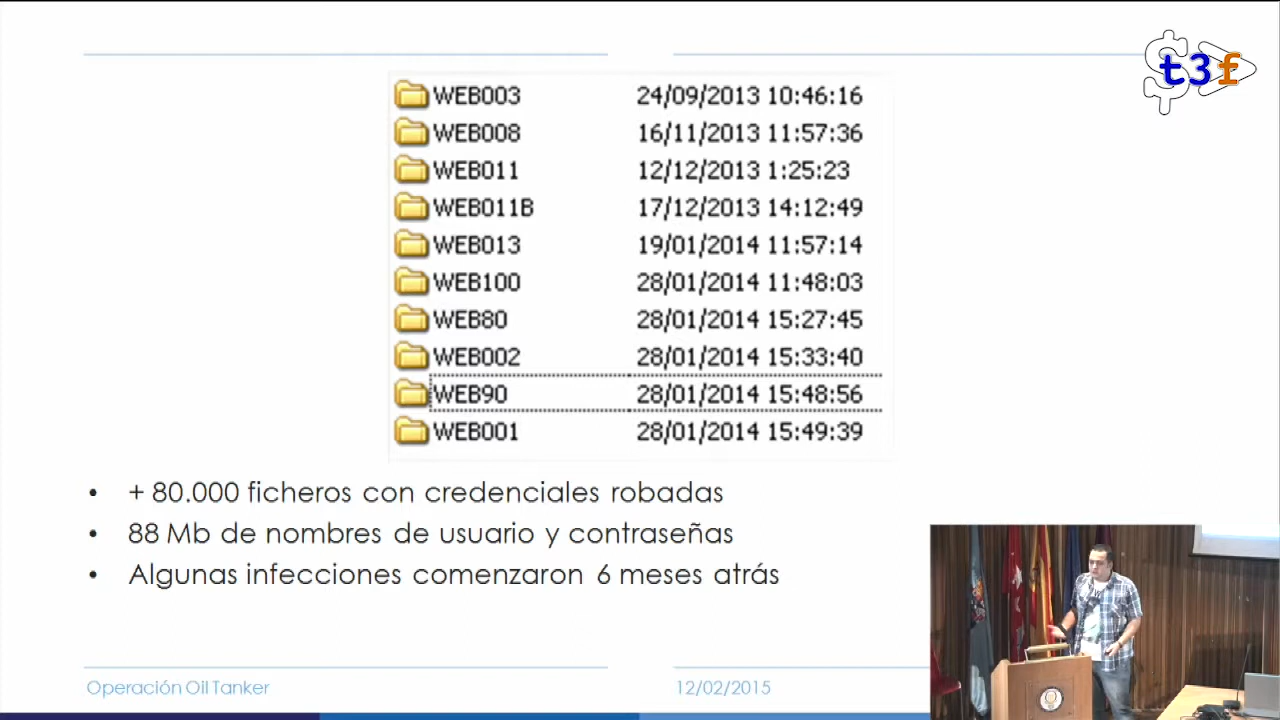 t3f
WEB003 24/09/2013 10:46:16
WEB008 16/11/2013 11:57:36
WEB011 12/12/2013 1:25:23
WEB011B 17/12/2013 14:12:49
WEB013 19/01/2014 11:57:14
WEB100 28/01/2014 11:48:03
WEB80 28/01/2014 15:27:45
WEB002 28/01/2014 15:33:40
WEB90 28/01/2014 15:48:56
WEB001 28/01/2014 15:49:39
• + 80.000 ficheros con credenciales robadas
• 88 Mb de nombres de usuario y contraseñas
• Algunas infecciones comenzaron 6 meses atrás
Operación Oil Tanker 12/02/2015